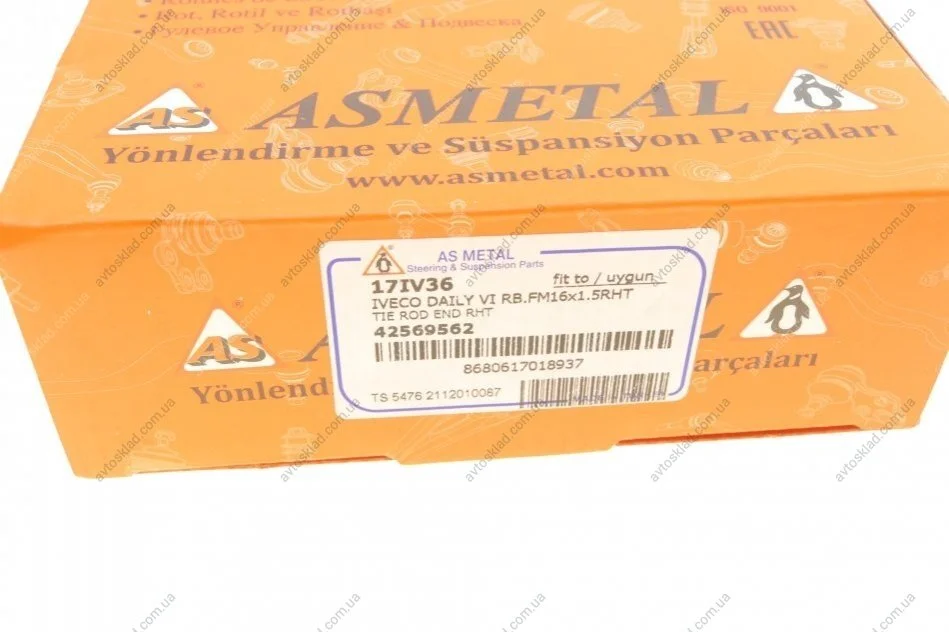 Rot, Rotil ve Rotbaşı
• Рулевое Управление & Подвеска
ISO 9001
EAC
AS ASMETAL
Yönlendirme ve Süspansiyon Parçaları
www.asmetal.com
AS METAL
Steering & Suspension Parts
17IV36 fit to / uygun
IVECO DAILY VI RB.FM16x1.5RHT
TIE ROD END RHT
42569562
8680617018937
TS 5476 2112010087
AS
Yönlend
arçaları
avtosklad.com.ua